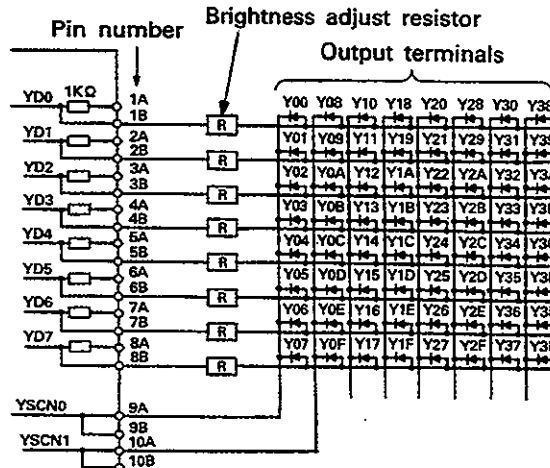 Brightness adjust resistor
Pin number
Output terminals
1KΩ
YD0
1A
1B
R
Y00 Y08 Y10 Y18 Y20 Y28 Y30 Y38
YD1
2A
2B
R
Y01 Y09 Y11 Y19 Y21 Y29 Y31
YD2
3A
3B
R
Y02 Y0A Y12 Y1A Y22 Y2A Y32
YD3
4A
4B
R
Y03 Y0B Y13 Y1B Y23 Y2B Y33
YD4
5A
5B
R
Y04 Y0C Y14 Y1C Y24 Y2C Y34
YD5
6A
6B
R
Y05 Y0D Y15 Y1D Y25 Y2D Y35
YD6
7A
7B
R
Y06 Y0E Y16 Y1E Y26 Y2E Y36
YD7
8A
8B
R
Y07 Y0F Y17 Y1F Y27 Y2F Y37
YSCN0
9A
9B
YSCN1
10A
10B